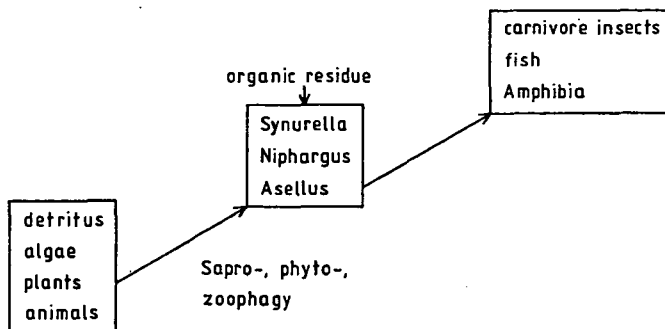 carnivore insects
fish
Amphibia
organic residue
Synurella
Niphargus
Asellus
detritus
algae
plants
animals
Sapro-, phyto-,
zoophagy